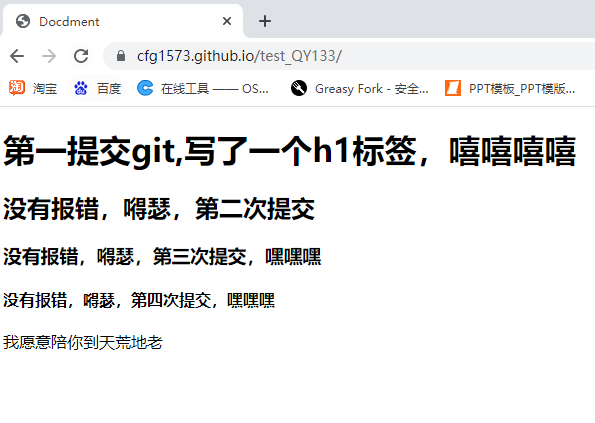 Docdment
cfg1573.github.io/test_QY133/
淘 淘宝 百度 在线工具 —— OS... Greasy Fork - 安全... PPT模板_PPT模版...
第一提交git,写了一个h1标签，嘻嘻嘻嘻
没有报错，嘚瑟，第二次提交
没有报错，嘚瑟，第三次提交，嘿嘿嘿
没有报错，嘚瑟，第四次提交，嘿嘿嘿
我愿意陪你到天荒地老